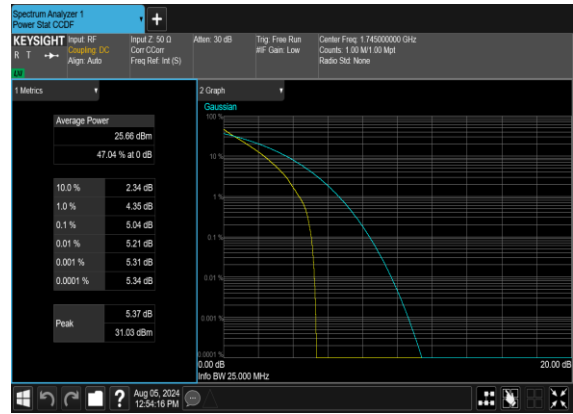 Spectrum Analyzer 1
Power Stat CCDF
KEYSIGHT
R T
LV
Input: RF
Coupling: DC
Align: Auto
Input Z: 50 Ω
Corr CCorr
Freq Ref: Int (S)
Atten: 30 dB
Trig: Free Run
#IF Gain: Low
Center Freq: 1.745000000 GHz
Counts: 1.00 M/1.00 Mpt
Radio Std: None
1 Metrics
Average Power
25.66 dBm
47.04 % at 0 dB
10.0 % 2.34 dB
1.0 % 4.35 dB
0.1 % 5.04 dB
0.01 % 5.21 dB
0.001 % 5.31 dB
0.0001 % 5.34 dB
Peak
5.37 dB
31.03 dBm
2 Graph
Gaussian
100 %
10 %
1 %
0.1 %
0.01 %
0.001 %
0.0001 %
0.00 dB 20.00 dB
Info BW 25.000 MHz
? Aug 05, 2024
12:54:16 PM